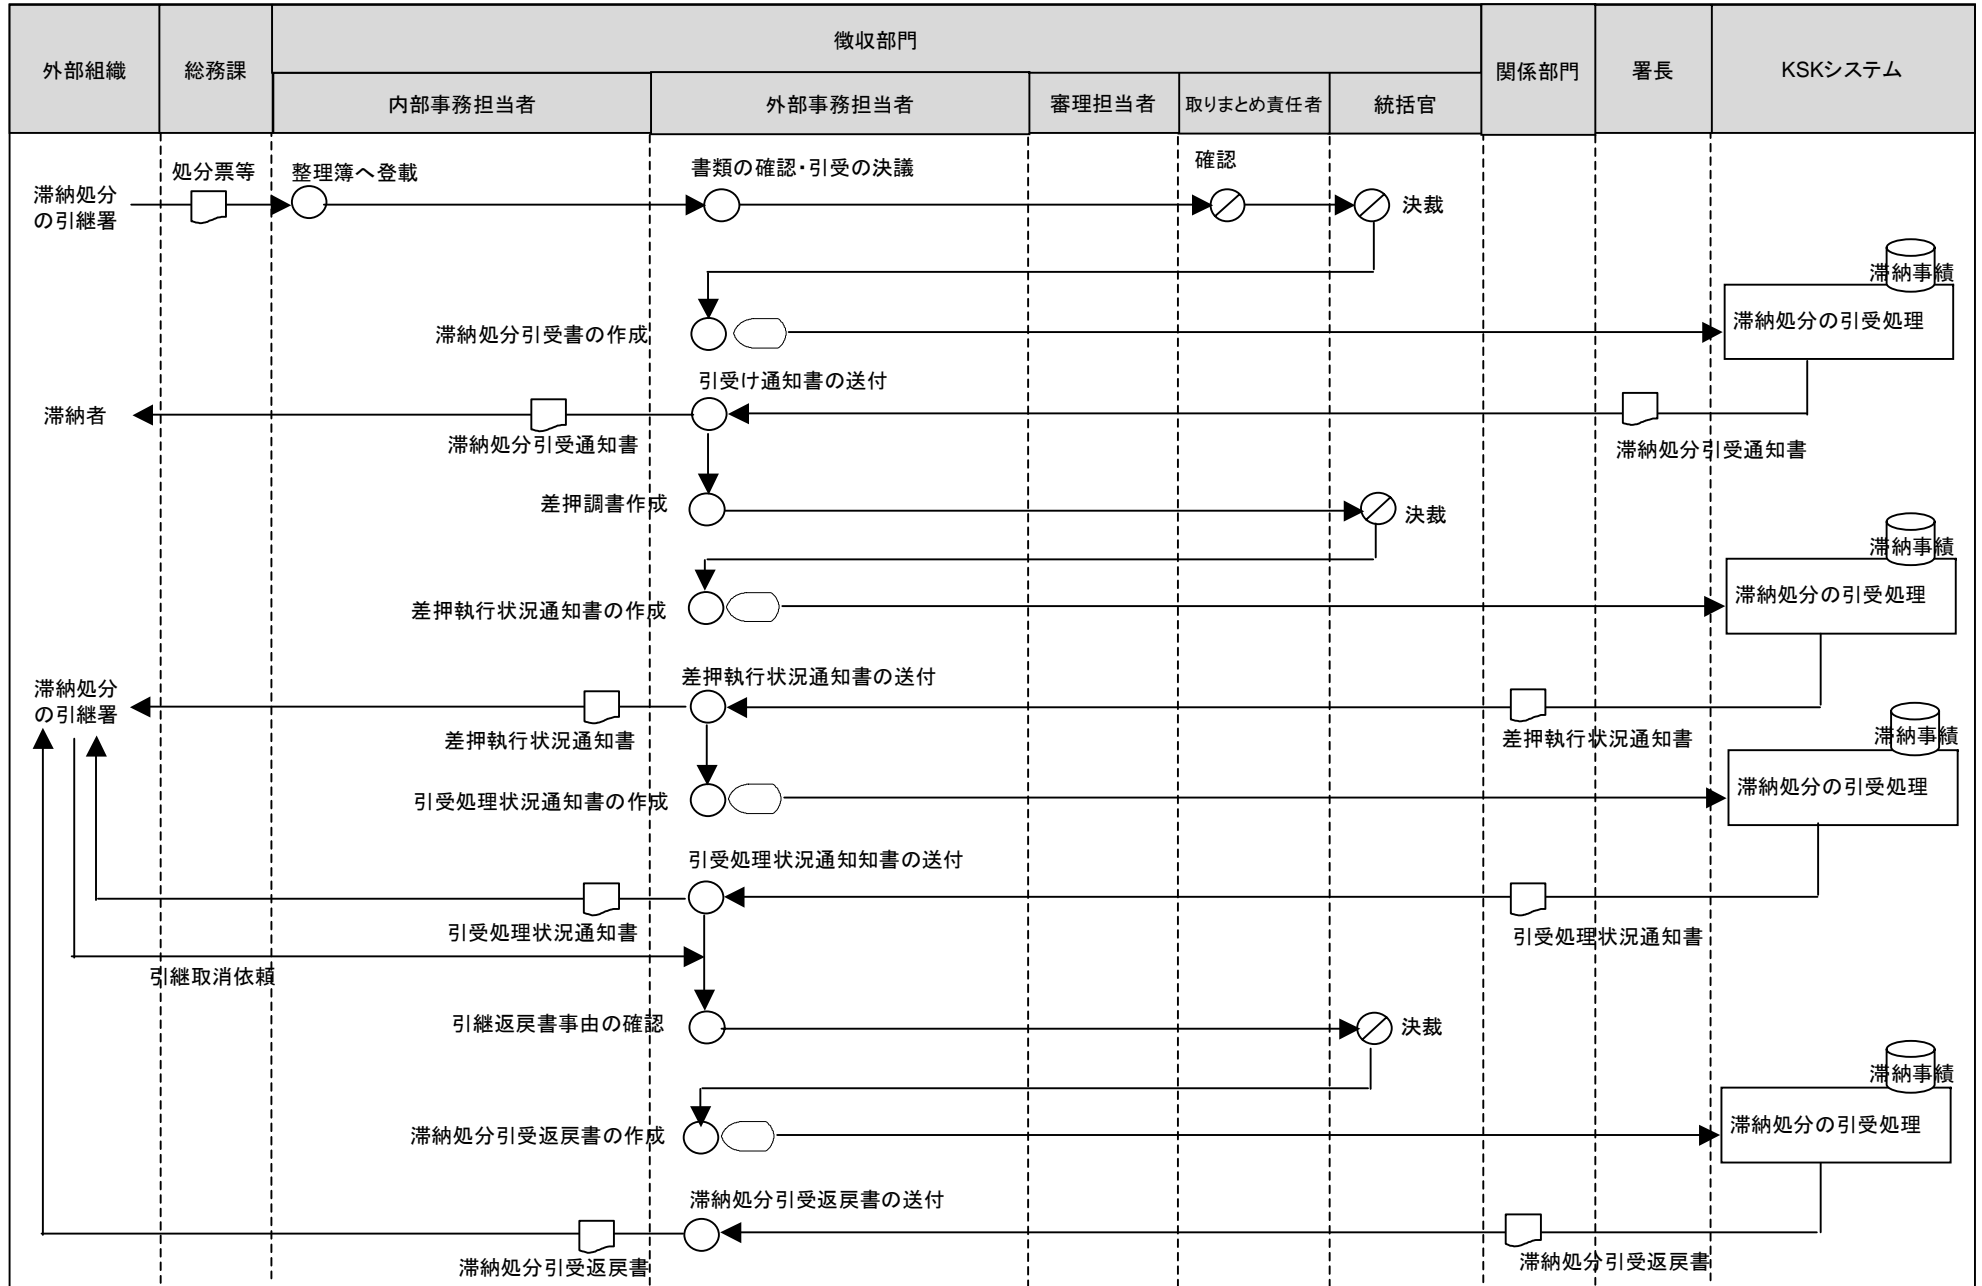 徴収部門
外部組織
総務課
関係部門
署長
KSKシステム
内部事務担当者
外部事務担当者
審理担当者
取りまとめ責任者
統括官
処分票等
整理簿へ登載
書類の確認・引受の決議
確認
滞納処分
の引継署
決裁
滞納事績
滞納処分の引受処理
滞納処分引受書の作成
引受け通知書の送付
滞納者
滞納処分引受通知書
滞納処分引受通知書
差押調書作成
決裁
滞納事績
滞納処分の引受処理
差押執行状況通知書の作成
差押執行状況通知書の送付
滞納処分
の引継署
差押執行状況通知書
差押執行状況通知書
滞納事績
滞納処分の引受処理
引受処理状況通知書の作成
引受処理状況通知知書の送付
引受処理状況通知書
引受処理状況通知書
引継取消依頼
引継返戻書事由の確認
決裁
滞納事績
滞納処分の引受処理
滞納処分引受返戻書の作成
滞納処分引受返戻書の送付
滞納処分引受返戻書
滞納処分引受返戻書